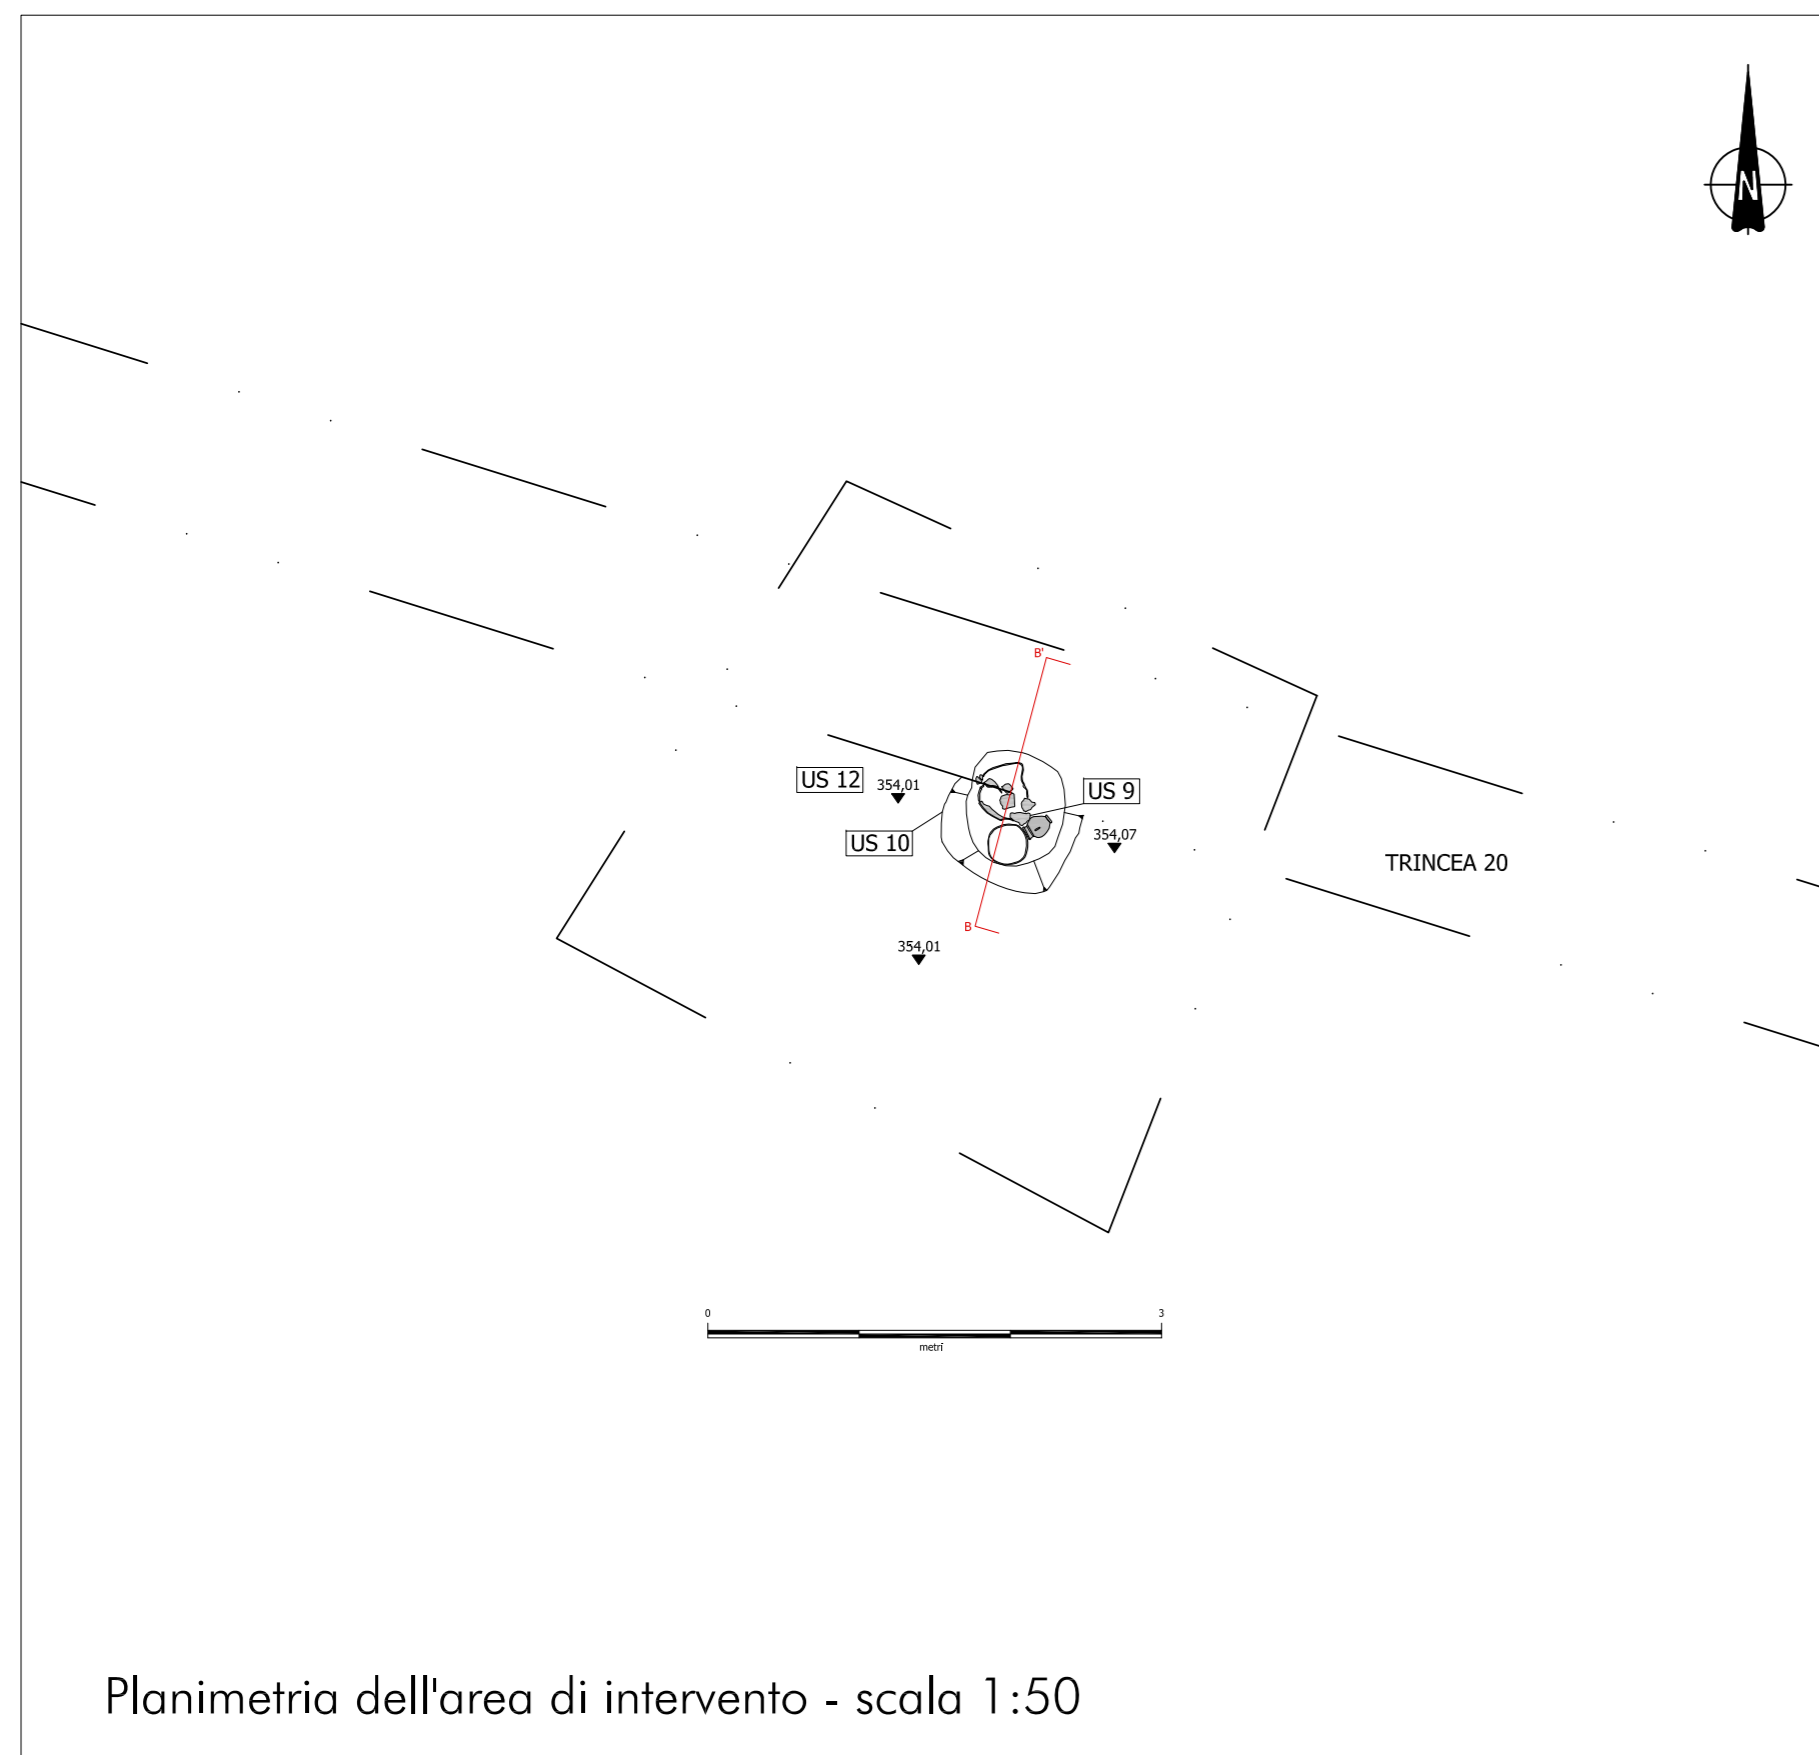 N
B'
US 12
354,01
US 9
US 10
354,07
TRINCEA 20
B
354,01
0
3
metri
Planimetria dell'area di intervento - scala 1:50